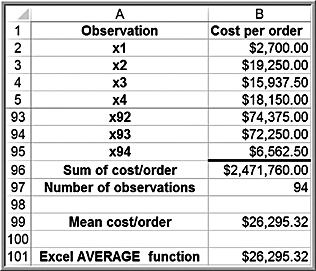 A B
1 Observation Cost per order
2 x1 $2,700.00
3 x2 $19,250.00
4 x3 $15,937.50
5 x4 $18,150.00
93 x92 $74,375.00
94 x93 $72,250.00
95 x94 $6,562.50
96 Sum of cost/order $2,471,760.00
97 Number of observations 94
98
99 Mean cost/order $26,295.32
100
101 Excel AVERAGE function $26,295.32